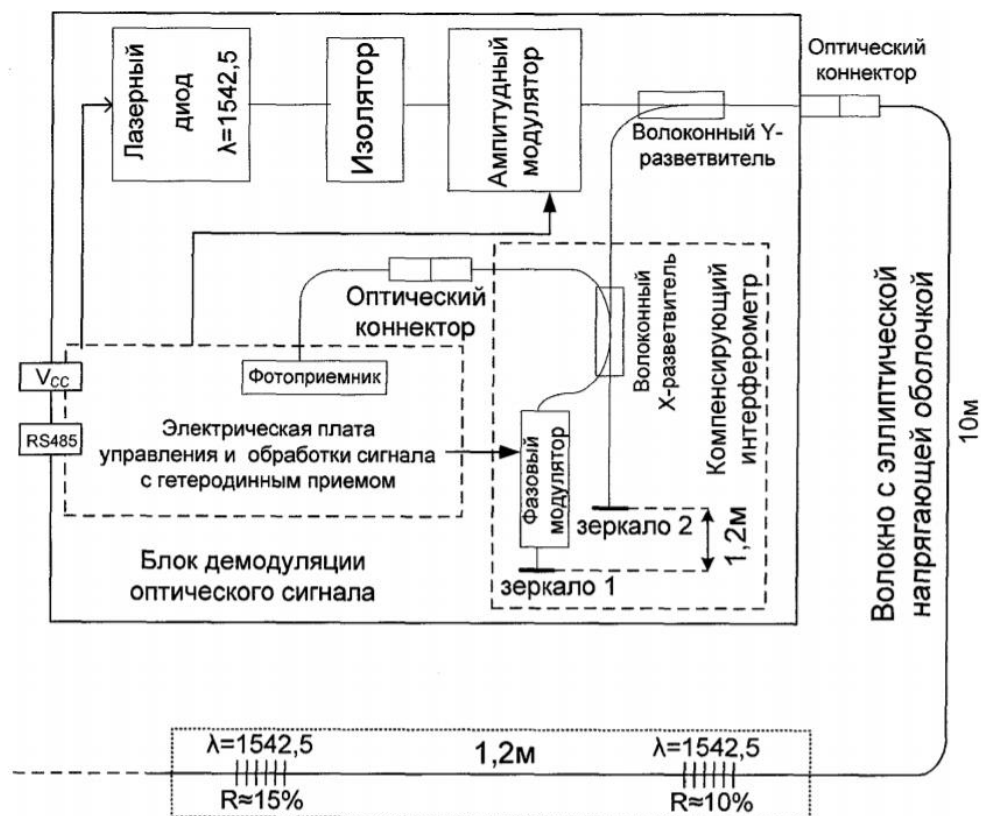 Лазерный
диод
λ=1542,5
Изолятор
Ампитудный
модулятор
Волоконный Y-
разветвитель
Оптический
коннектор
Оптический
коннектор
Волоконный
X-разветвитель
Компенсирующий
интерферометр
Фотоприемник
Vcc
RS485
Электрическая плата
управления и обработки сигнала
с гетеродинным приемом
Фазовый
модулятор
зеркало 2
1,2м
зеркало 1
Блок демодуляции
оптического сигнала
Волокно с эллиптической
напрягающей оболочкой
10м
λ=1542,5
1,2м
λ=1542,5
R≈15%
R≈10%